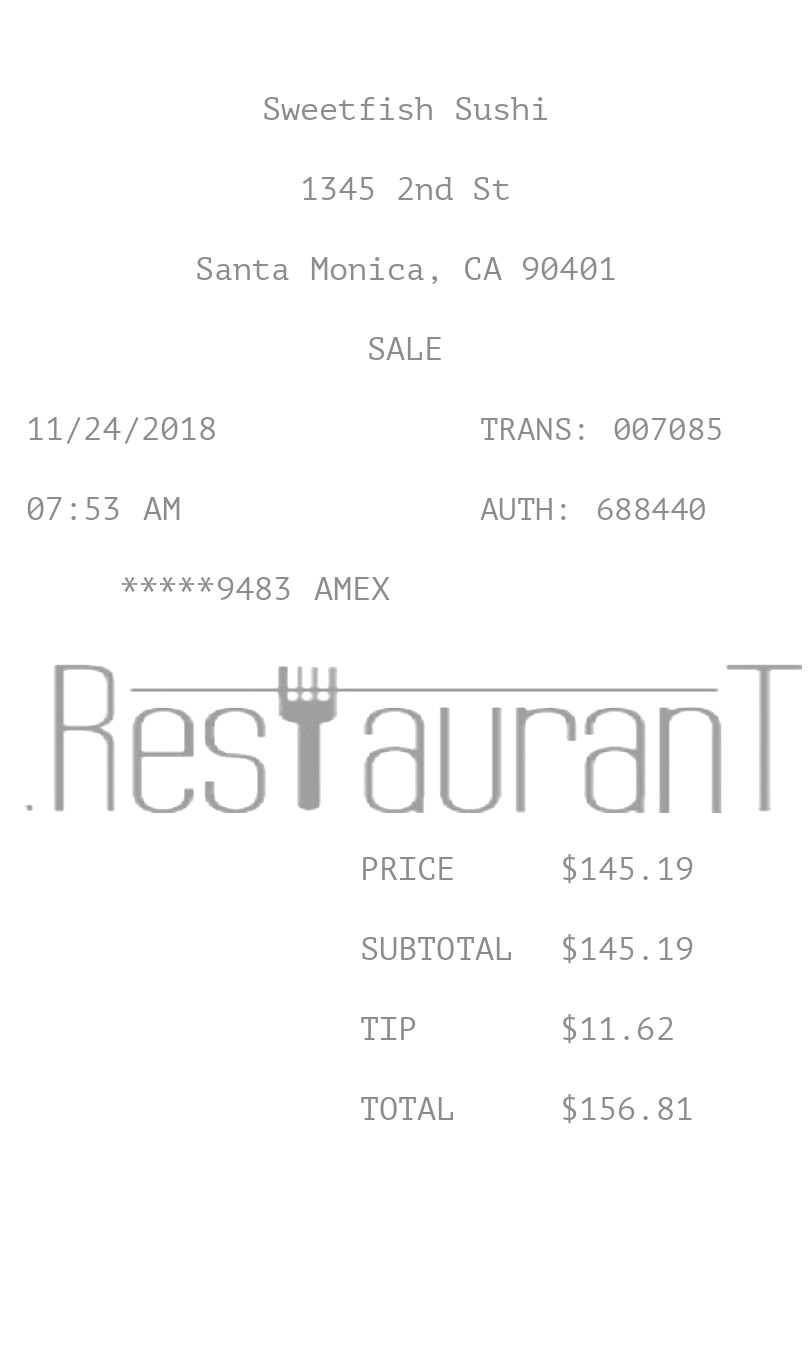 Sweetfish Sushi
1345 2nd St
Santa Monica, CA 90401
SALE
11/24/2018 TRANS: 007085
07:53 AM AUTH: 688440
*****9483 AMEX
.RestauranT
PRICE $145.19
SUBTOTAL $145.19
TIP $11.62
TOTAL $156.81